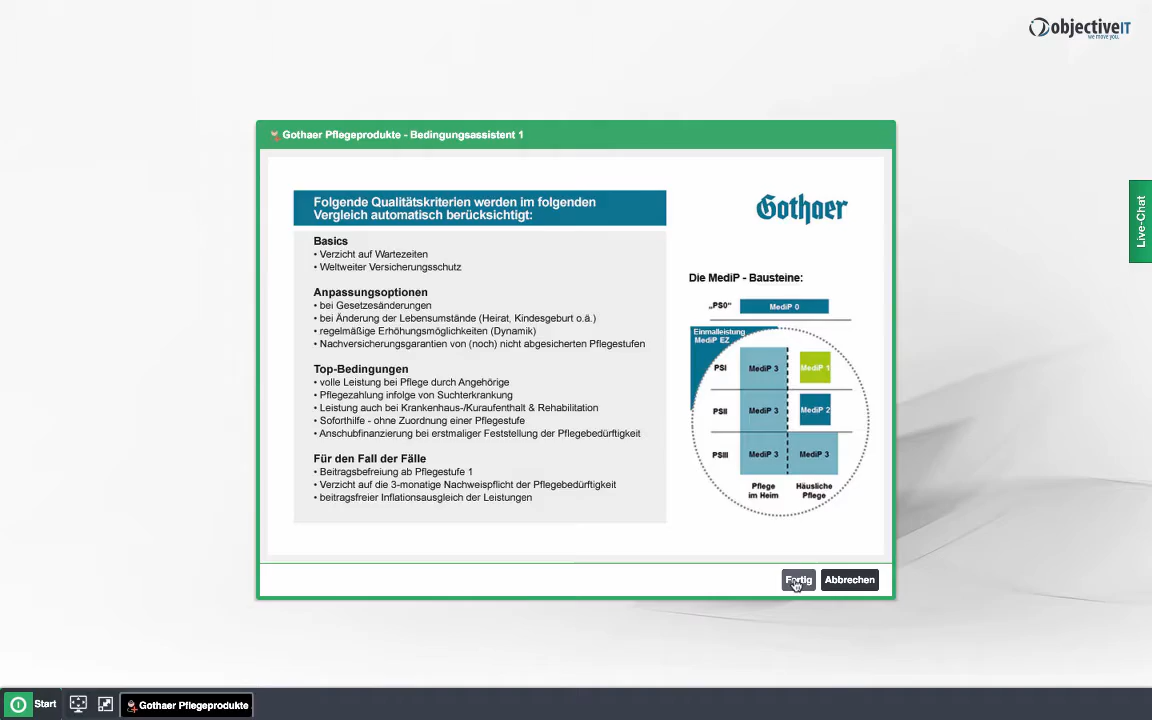 objectiveIT
we move you.
Gothaer Pflegeprodukte - Bedingungsassistent 1
Folgende Qualitätskriterien werden im folgenden
Vergleich automatisch berücksichtigt:
Basics
• Verzicht auf Wartezeiten
• Weltweiter Versicherungsschutz
Anpassungsoptionen
• bei Gesetzesänderungen
• bei Änderung der Lebensumstände (Heirat, Kindesgeburt o.ä.)
• regelmäßige Erhöhungsmöglichkeiten (Dynamik)
• Nachversicherungsgarantien von (noch) nicht abgesicherten Pflegestufen
Top-Bedingungen
• volle Leistung bei Pflege durch Angehörige
• Pflegezahlung infolge von Suchterkrankung
• Leistung auch bei Krankenhaus-/Kuraufenthalt & Rehabilitation
• Soforthilfe - ohne Zuordnung einer Pflegestufe
• Anschubfinanzierung bei erstmaliger Feststellung der Pflegebedürftigkeit
Für den Fall der Fälle
• Beitragsbefreiung ab Pflegestufe 1
• Verzicht auf die 3-monatige Nachweispflicht der Pflegebedürftigkeit
• beitragsfreier Inflationsausgleich der Leistungen
Gothaer
Die MediP - Bausteine:
„PS0“ MediP 0
Einmalleistung
MediP EZ
PSI MediP 3 MediP 1
PSII MediP 3 MediP 2
PSIII MediP 3 MediP 3
Pflege
im Heim
Häusliche
Pflege
Fertig Abbrechen
Live-Chat
Start Gothaer Pflegeprodukte